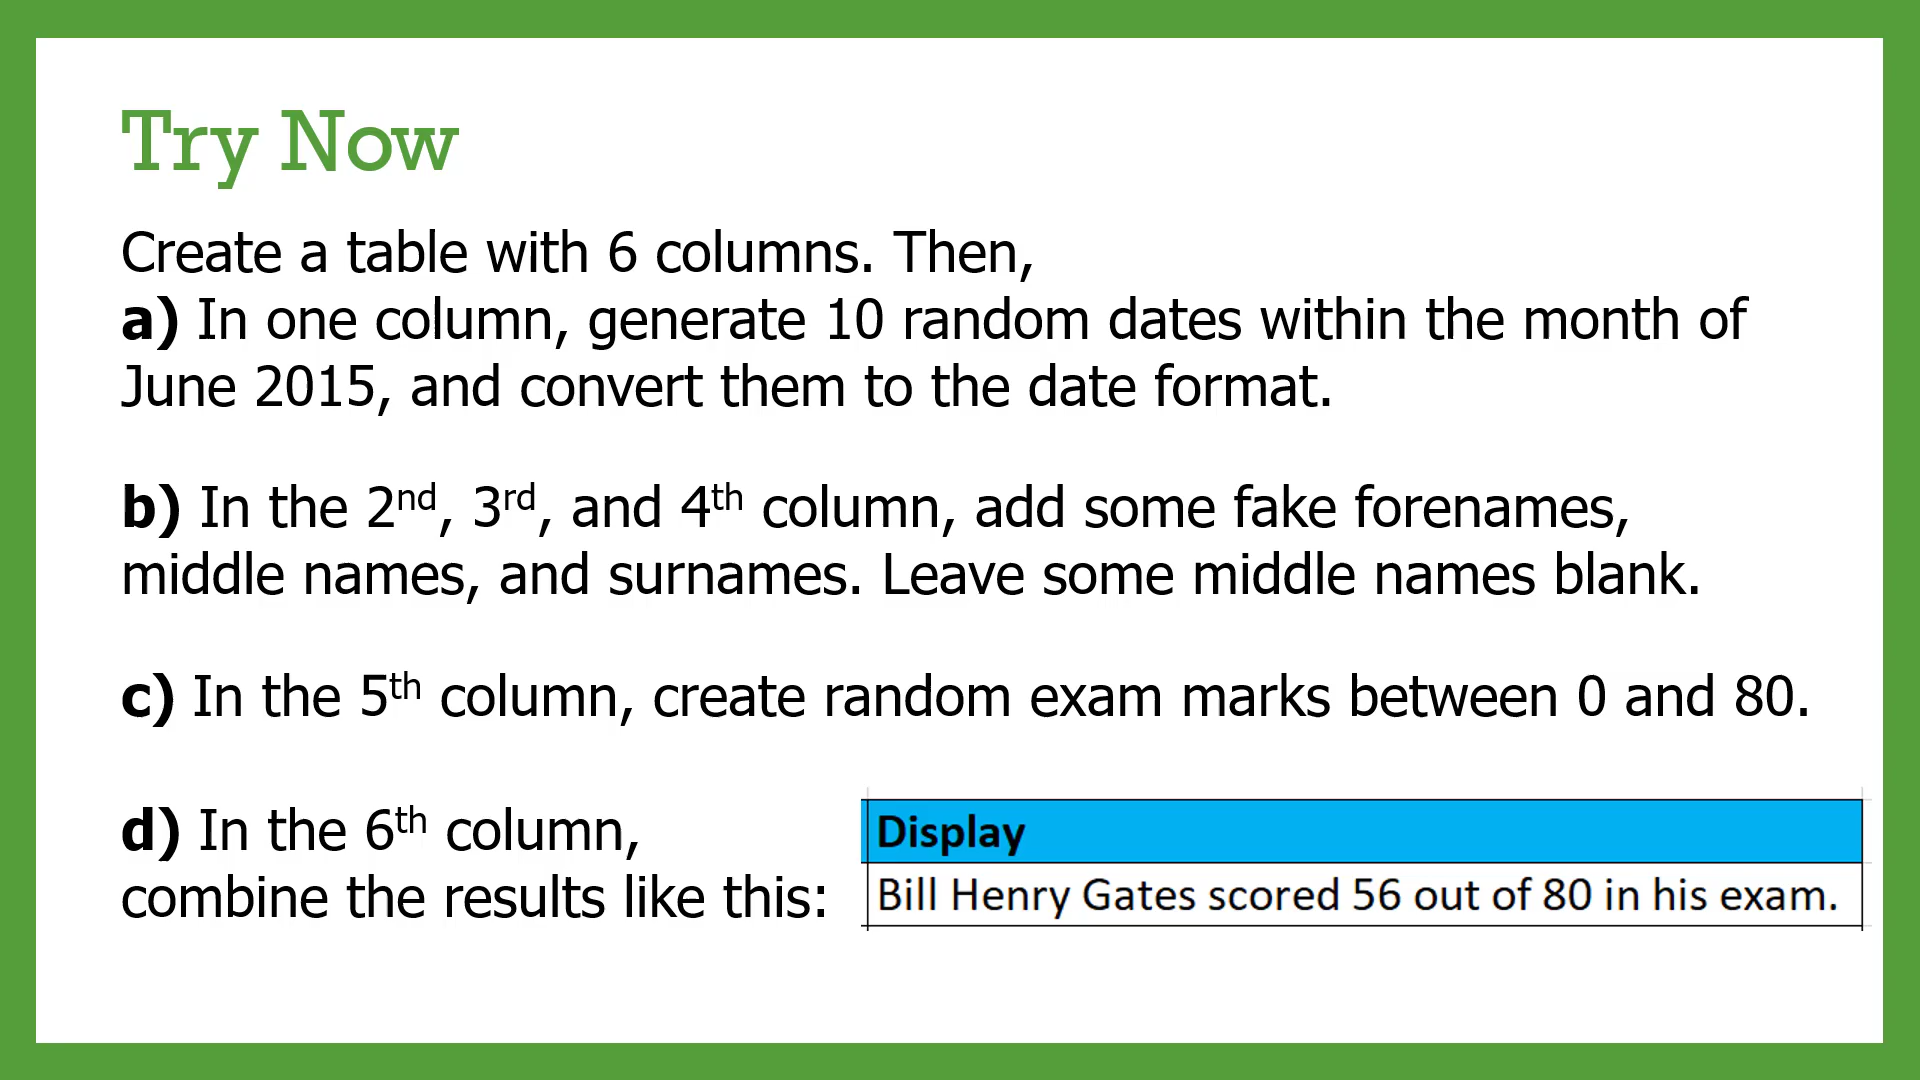 Try Now
Create a table with 6 columns. Then,
a) In one column, generate 10 random dates within the month of
June 2015, and convert them to the date format.
b) In the 2nd, 3rd, and 4th column, add some fake forenames,
middle names, and surnames. Leave some middle names blank.
c) In the 5th column, create random exam marks between 0 and 80.
d) In the 6th column,
combine the results like this:
Display
Bill Henry Gates scored 56 out of 80 in his exam.